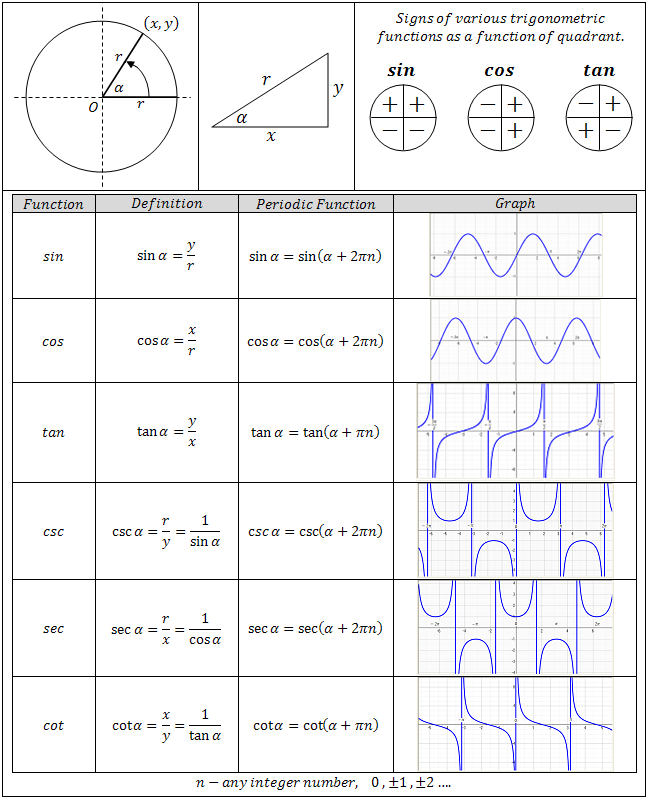 (x, y)
r
α
O
r
r
y
α
x
Signs of various trigonometric
functions as a function of quadrant.
sin cos tan
+ + − + − +
− − − + + −
Function Definition Periodic Function Graph
sin sin α = y/r sin α = sin(α + 2πn)
cos cos α = x/r cos α = cos(α + 2πn)
tan tan α = y/x tan α = tan(α + πn)
csc csc α = r/y = 1/sin α csc α = csc(α + 2πn)
sec sec α = r/x = 1/cos α sec α = sec(α + 2πn)
cot cot α = x/y = 1/tan α cot α = cot(α + πn)
n − any integer number, 0 , ±1 , ±2 ....